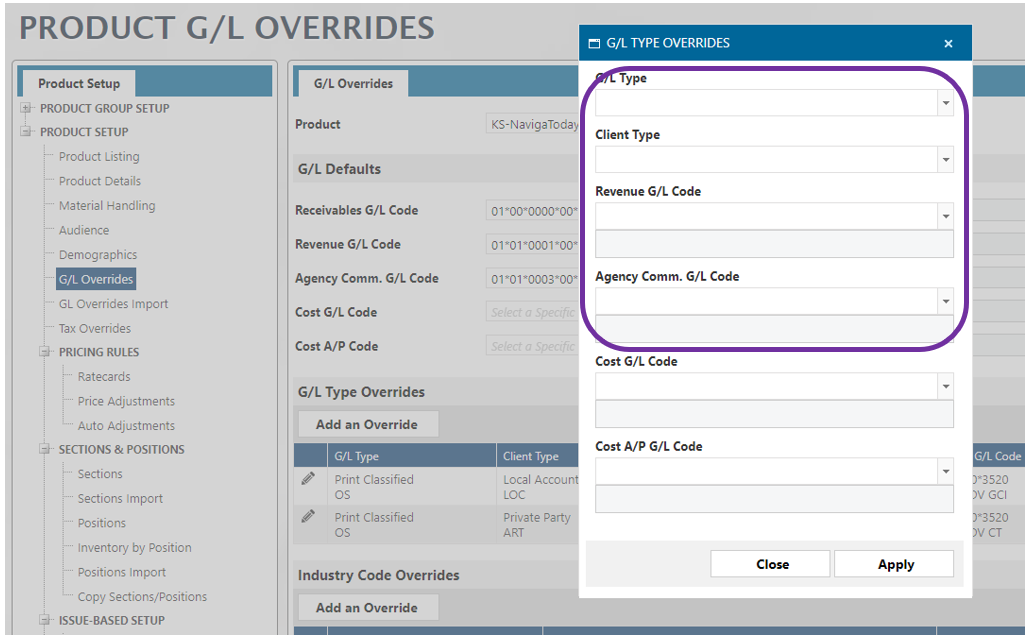 PRODUCT G/L OVERRIDES
Product Setup
PRODUCT GROUP SETUP
PRODUCT SETUP
Product Listing
Product Details
Material Handling
Audience
Demographics
G/L Overrides
GL Overrides Import
Tax Overrides
PRICING RULES
Ratecards
Price Adjustments
Auto Adjustments
SECTIONS & POSITIONS
Sections
Sections Import
Positions
Inventory by Position
Positions Import
Copy Sections/Positions
ISSUE-BASED SETUP
G/L Overrides
Product KS-NavigaToday
G/L Defaults
Receivables G/L Code 01*00*0000*00*
Revenue G/L Code 01*01*0001*00*
Agency Comm. G/L Code 01*01*0003*00*
Cost G/L Code Select a Specific
Cost A/P Code Select a Specific
G/L Type Overrides
Add an Override
G/L Type Client Type G/L Code
Print Classified Local Account 0*3520
OS LOC OV GCI
Print Classified Private Party 0*3520
OS ART OV CT
Industry Code Overrides
Add an Override
G/L TYPE OVERRIDES
G/L Type
Client Type
Revenue G/L Code
Agency Comm. G/L Code
Cost G/L Code
Cost A/P G/L Code
Close Apply